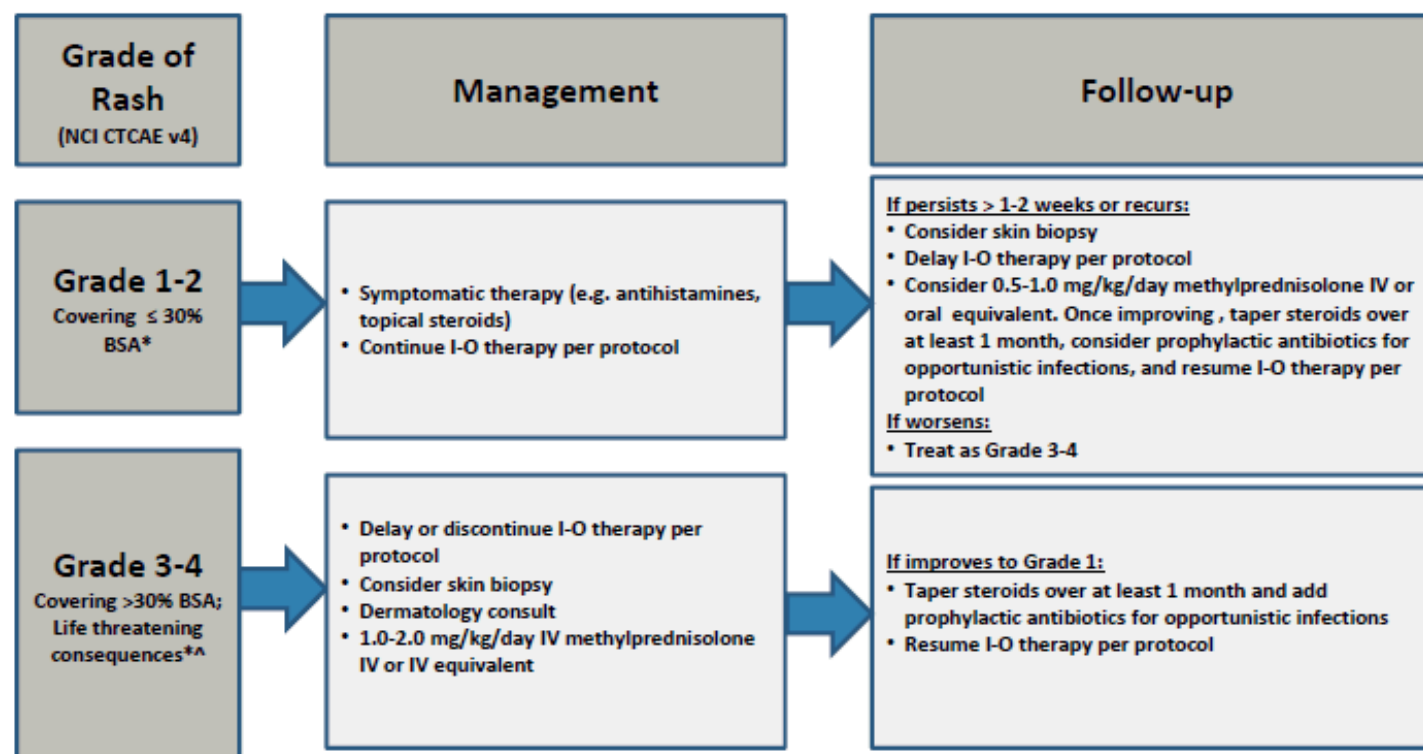 Grade of
Rash
(NCI CTCAE v4)
Management
Follow-up
Grade 1-2
Covering ≤ 30%
BSA*
• Symptomatic therapy (e.g. antihistamines,
topical steroids)
• Continue I-O therapy per protocol
If persists > 1-2 weeks or recurs:
• Consider skin biopsy
• Delay I-O therapy per protocol
• Consider 0.5-1.0 mg/kg/day methylprednisolone IV or
oral equivalent. Once improving , taper steroids over
at least 1 month, consider prophylactic antibiotics for
opportunistic infections, and resume I-O therapy per
protocol
If worsens:
• Treat as Grade 3-4
Grade 3-4
Covering >30% BSA;
Life threatening
consequences*^
• Delay or discontinue I-O therapy per
protocol
• Consider skin biopsy
• Dermatology consult
• 1.0-2.0 mg/kg/day IV methylprednisolone
IV or IV equivalent
If improves to Grade 1:
• Taper steroids over at least 1 month and add
prophylactic antibiotics for opportunistic infections
• Resume I-O therapy per protocol